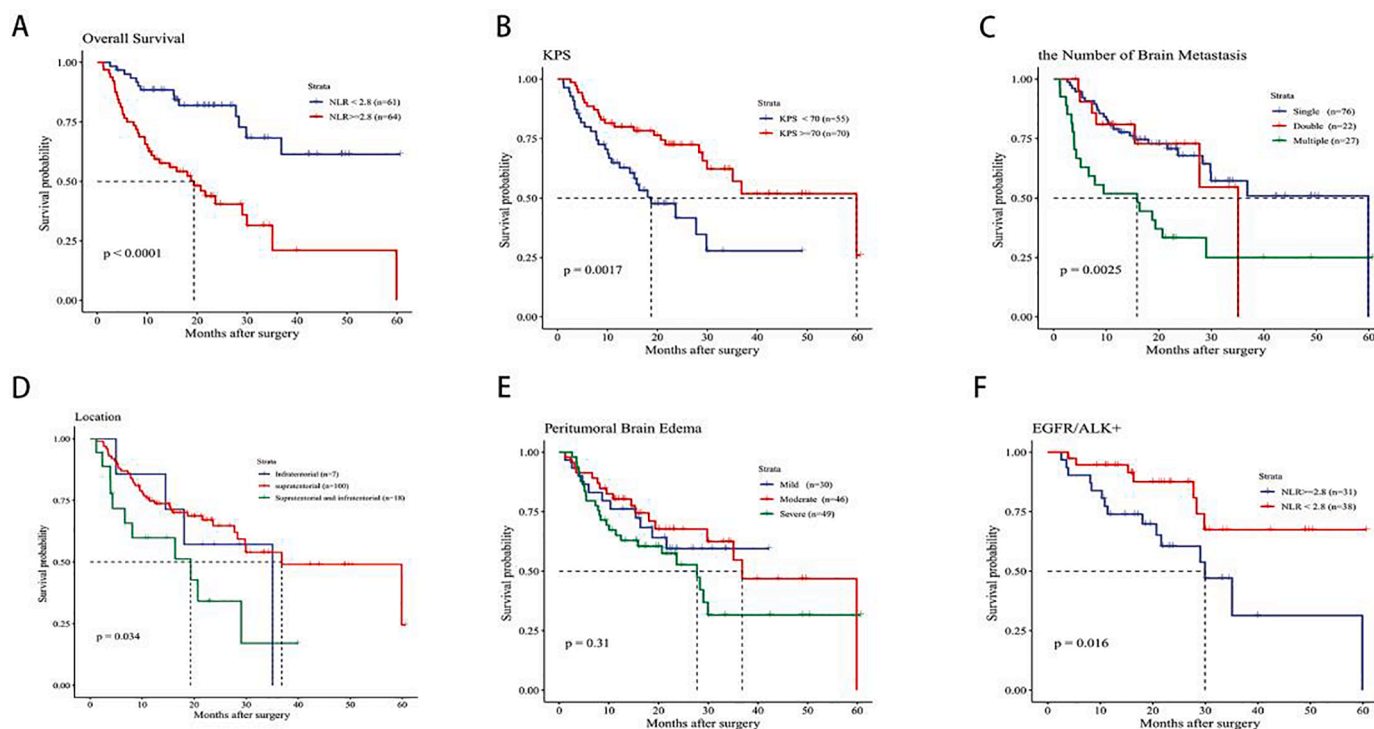 A
Overall Survival
Survival probability
1.00
0.75
0.50
0.25
0.00
Strata
NLR < 2.8 (n=61)
NLR>=2.8 (n=64)
p < 0.0001
0 10 20 30 40 50 60
Months after surgery
B
KPS
Survival probability
1.00
0.75
0.50
0.25
0.00
Strata
KPS < 70 (n=55)
KPS >=70 (n=70)
p = 0.0017
0 10 20 30 40 50 60
Months after surgery
C
the Number of Brain Metastasis
Survival probability
1.00
0.75
0.50
0.25
0.00
Strata
Single (n=76)
Double (n=22)
Multiple (n=27)
p = 0.0025
0 10 20 30 40 50 60
Months after surgery
D
Location
Survival probability
1.00
0.75
0.50
0.25
0.00
Strata
Infratentorial (n=7)
supratentorial (n=100)
Supratentorial and infratentorial (n=18)
p = 0.034
0 10 20 30 40 50 60
Months after surgery
E
Peritumoral Brain Edema
Survival probability
1.00
0.75
0.50
0.25
0.00
Strata
Mild (n=30)
Moderate (n=46)
Severe (n=49)
p = 0.31
0 10 20 30 40 50 60
Months after surgery
F
EGFR/ALK+
Survival probability
1.00
0.75
0.50
0.25
0.00
Strata
NLR>=2.8 (n=31)
NLR < 2.8 (n=38)
p = 0.016
0 10 20 30 40 50 60
Months after surgery